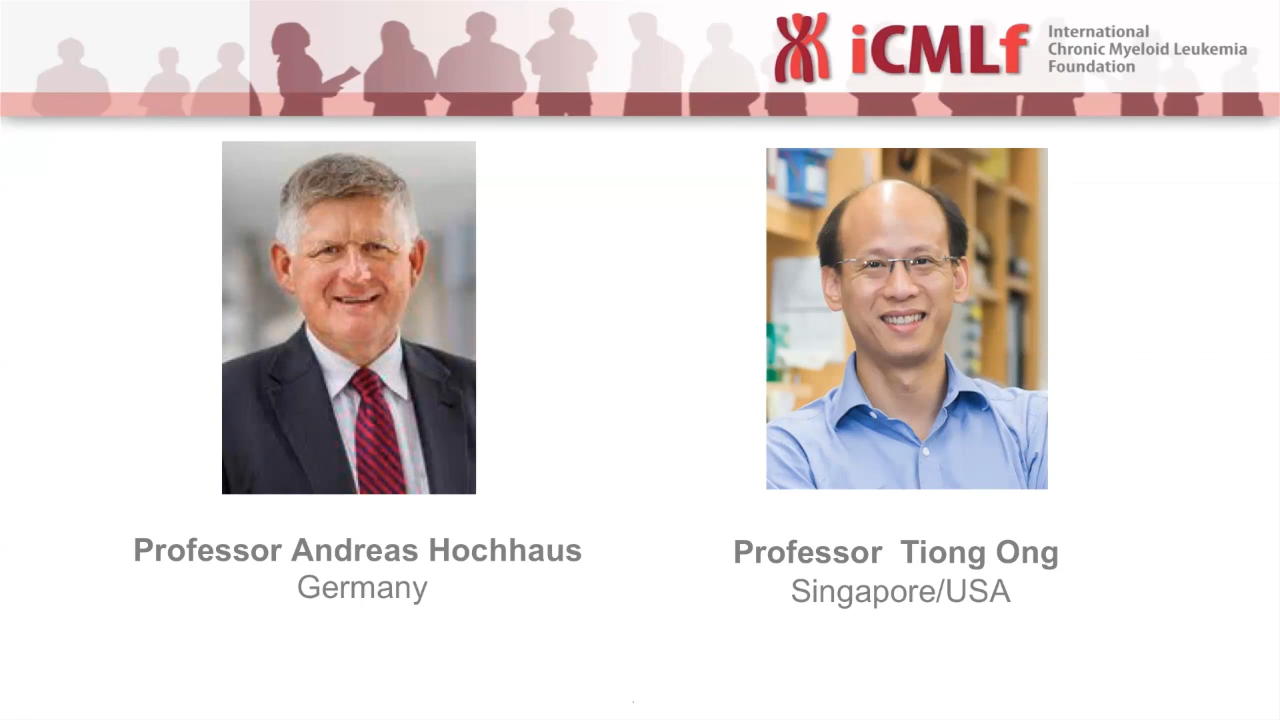 iCMLf
International
Chronic Myeloid Leukemia
Foundation
Professor Andreas Hochhaus
Germany
Professor Tiong Ong
Singapore/USA